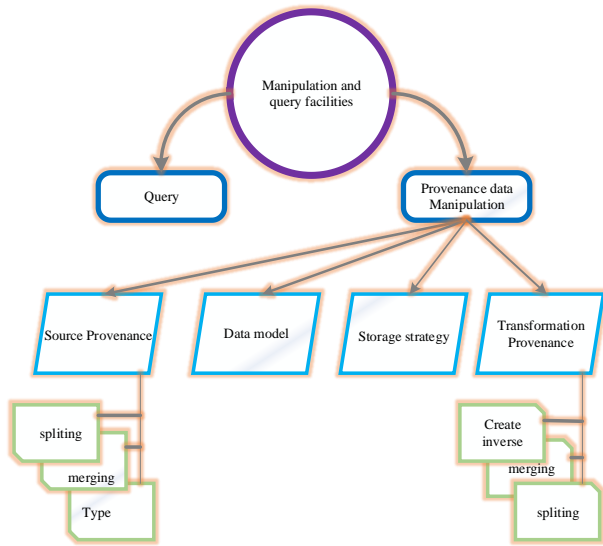 Manipulation and
query facilities
Query
Provenance data
Manipulation
Source Provenance
Data model
Storage strategy
Transformation
Provenance
spliting
merging
Type
Create
inverse
merging
spliting